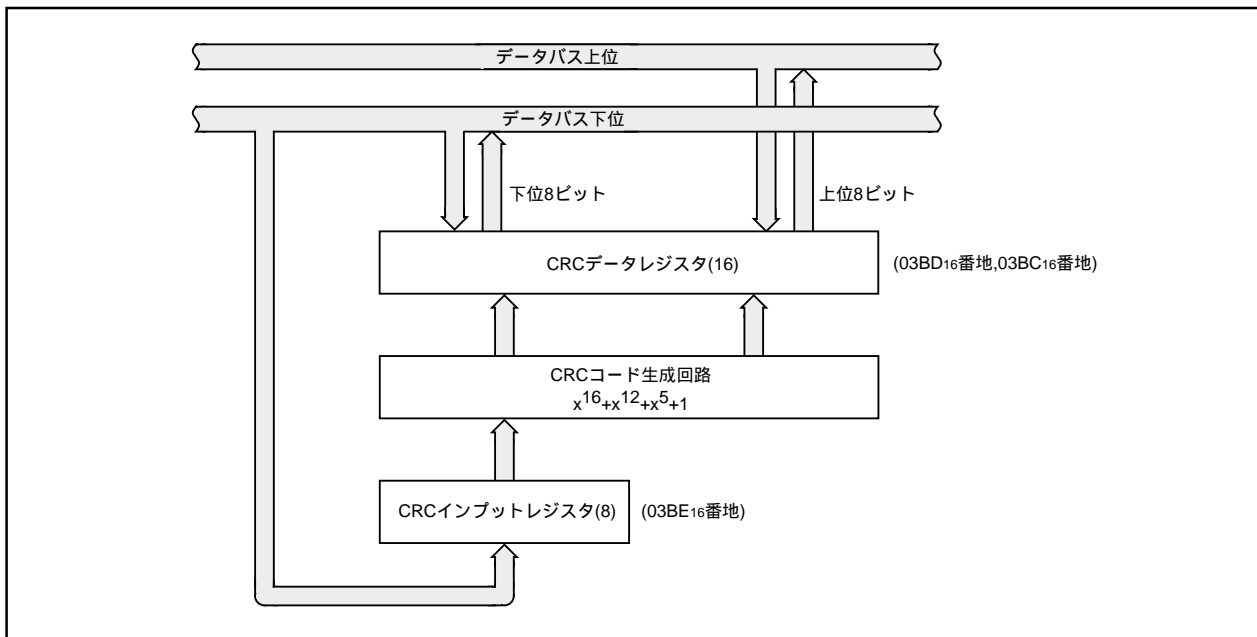 データバス上位
データバス下位
下位8ビット
上位8ビット
CRCデータレジスタ(16)
(03BD16番地,03BC16番地)
CRCコード生成回路
x16+x12+x5+1
CRCインプットレジスタ(8)
(03BE16番地)